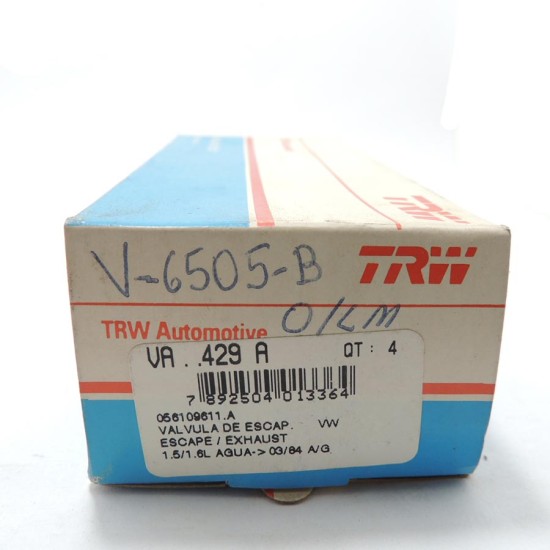 TRW
V-6505-B
TRW
TRW Automotive
O/LM
VA..429 A QT: 4
7 892504 013364
056109611.A
VALVULA DE ESCAP. VW
ESCAPE / EXHAUST
1.5/1.6L AGUA-> 03/84 A/G